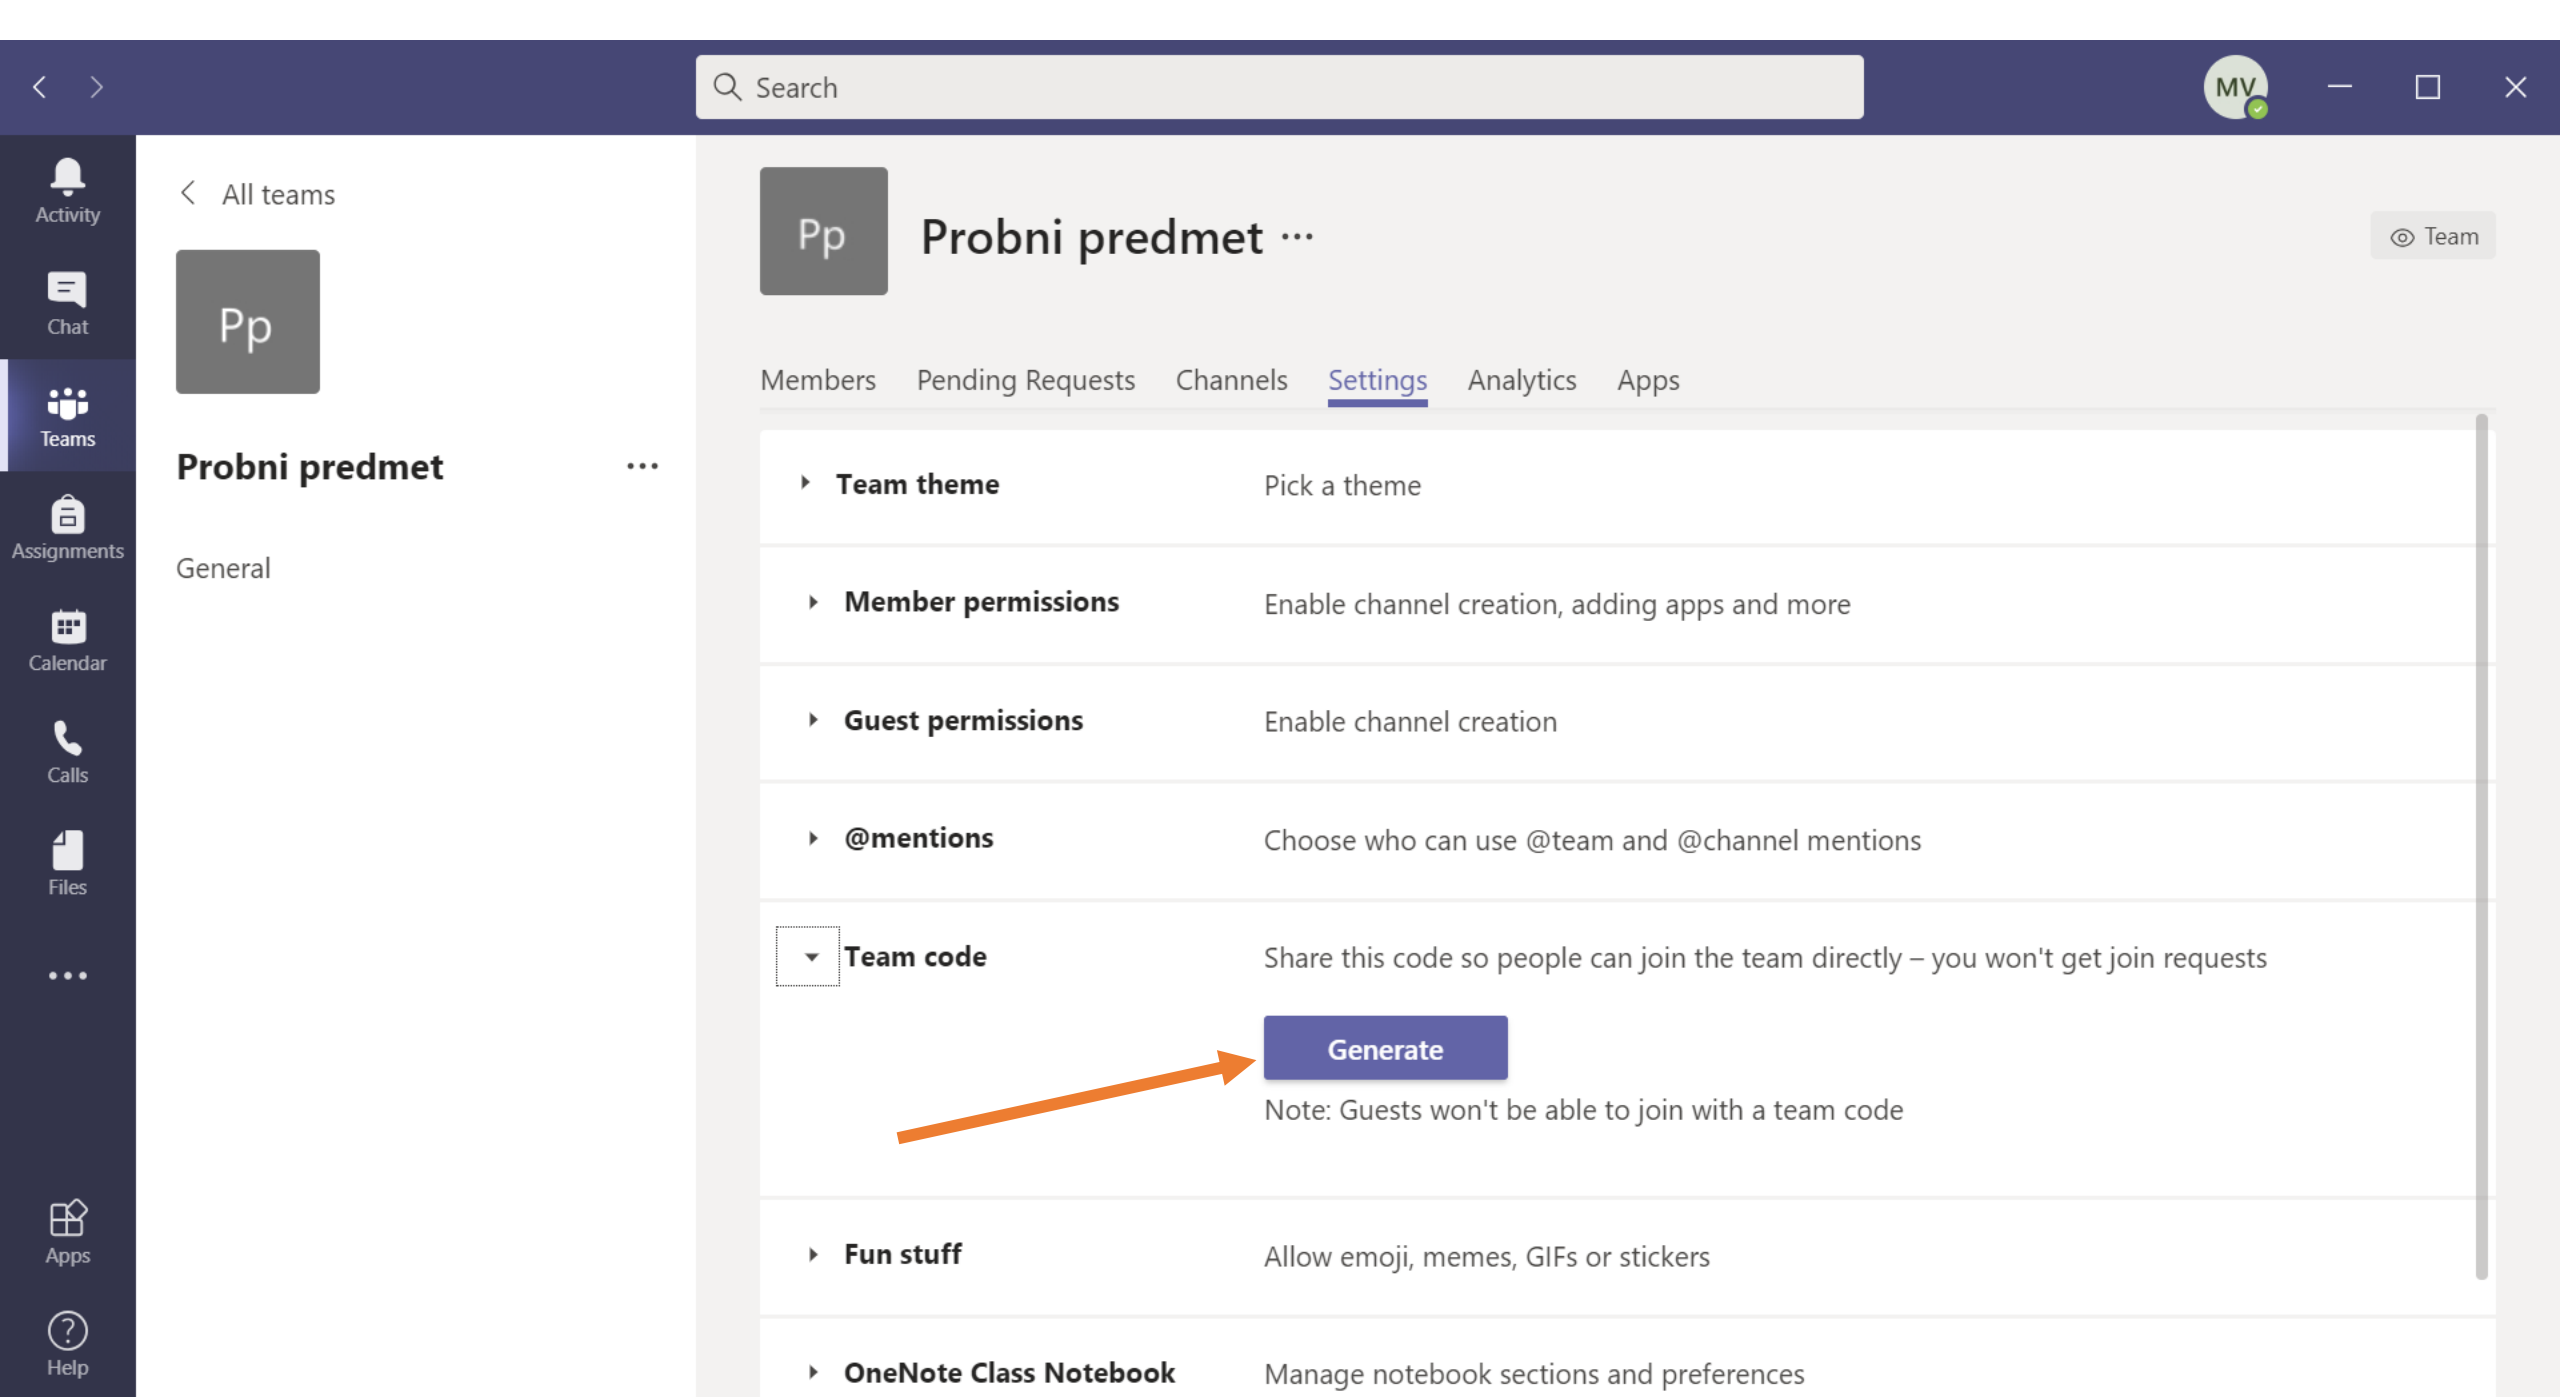 Search
MV
Activity
Chat
Teams
Assignments
Calendar
Calls
Files
Apps
Help
All teams
Pp
Probni predmet
General
Pp
Probni predmet
Team
Members Pending Requests Channels Settings Analytics Apps
Team theme Pick a theme
Member permissions Enable channel creation, adding apps and more
Guest permissions Enable channel creation
@mentions Choose who can use @team and @channel mentions
Team code Share this code so people can join the team directly – you won't get join requests
Generate
Note: Guests won't be able to join with a team code
Fun stuff Allow emoji, memes, GIFs or stickers
OneNote Class Notebook Manage notebook sections and preferences